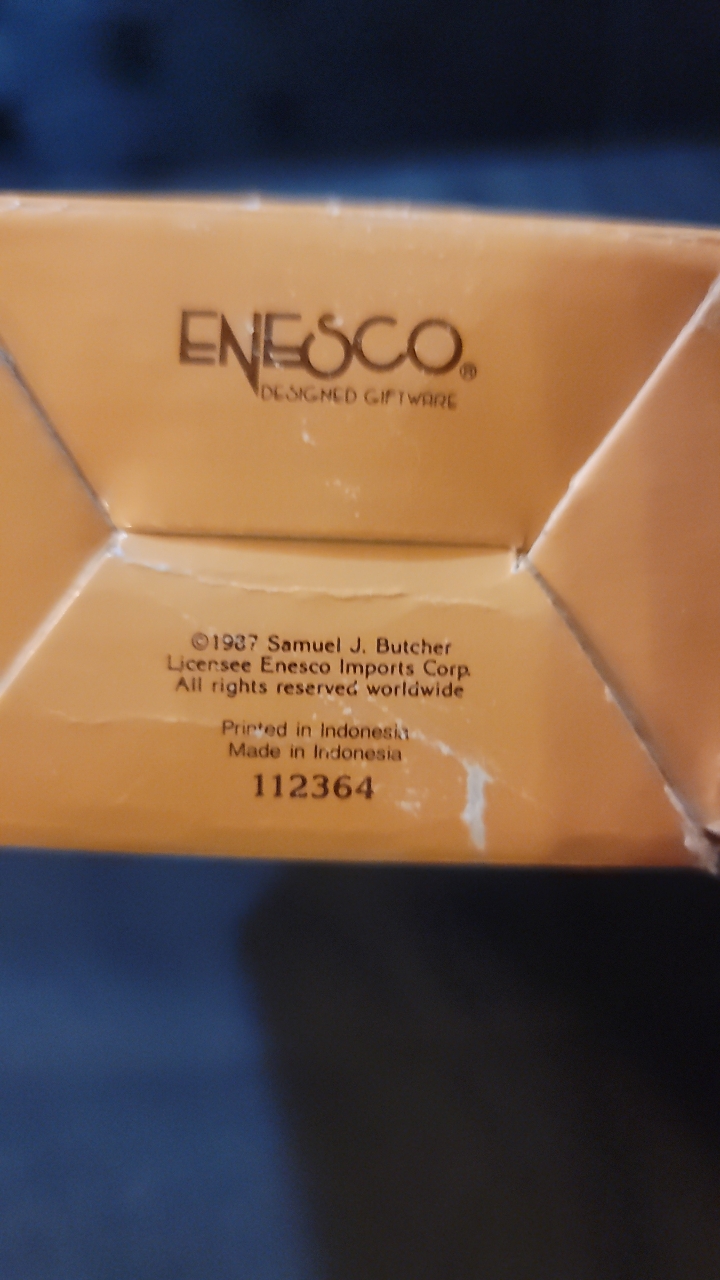 ENESCO®
DESIGNED GIFTWARE
©1987 Samuel J. Butcher
Licensee Enesco Imports Corp.
All rights reserved worldwide
Printed in Indonesia
Made in Indonesia
112364